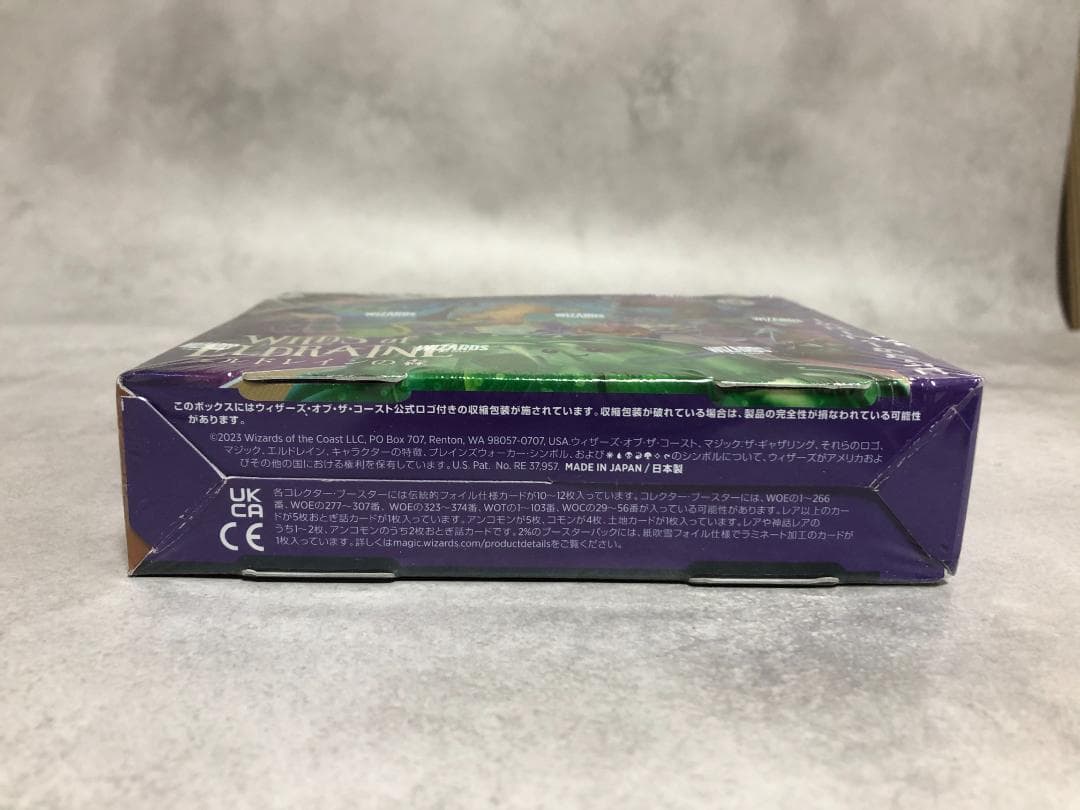 WIZARDS
WIZARDS
WIZARDS
WILDS of
ELDRAINE
WIZARDS
このボックスにはウィザーズ・オブ・ザ・コースト公式ロゴ付きの収縮包装が施されています。収縮包装が破れている場合は、製品の完全性が損なわれている可能性
があります。
©2023 Wizards of the Coast LLC, PO Box 707, Renton, WA 98057-0707, USA.ウィザーズ・オブ・ザ・コースト、マジック:ザ・ギャザリング、それらのロゴ、
マジック、エルドレイン、キャラクターの特徴、プレインズウォーカー・シンボル、および のシンボルについて、ウィザーズがアメリカおよ
びその他の国における権利を保有しています。U.S. Pat. No. RE 37,957. MADE IN JAPAN / 日本製
UK
CA
CE
各コレクター・ブースターには伝統的フォイル仕様カードが10～12枚入っています。コレクター・ブースターには、WOEの1～266
番、WOEの277～307番、WOEの323～374番、WOTの1～103番、WOCの29～56番が入っている可能性があります。レア以上のカー
ドが5枚おとぎ話カードが1枚入っています。アンコモンが5枚、コモンが4枚、土地カードが1枚入っています。レアや神話レアの
うち1～2枚、アンコモンのうち2枚おとぎ話カードです。2%のブースターパックには、紙吹雪フォイル仕様でラミネート加工のカードが
1枚入っています。詳しくはmagic.wizards.com/productdetailsをご覧ください。